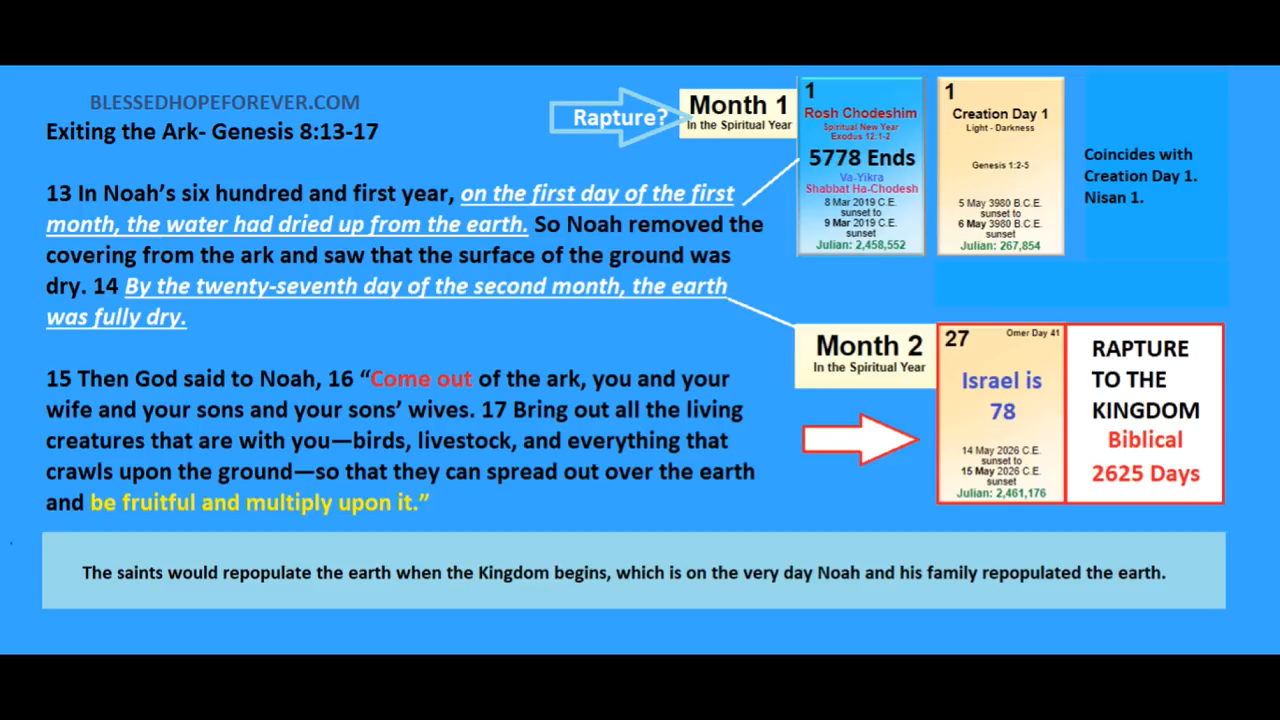 BLESSEDHOPEFOREVER.COM
Exiting the Ark- Genesis 8:13-17
13 In Noah's six hundred and first year, on the first day of the first
month, the water had dried up from the earth. So Noah removed the
covering from the ark and saw that the surface of the ground was
dry. 14 By the twenty-seventh day of the second month, the earth
was fully dry.
15 Then God said to Noah, 16 “Come out of the ark, you and your
wife and your sons and your sons’ wives. 17 Bring out all the living
creatures that are with you—birds, livestock, and everything that
crawls upon the ground—so that they can spread out over the earth
and be fruitful and multiply upon it.”
Rapture?
Month 1
In the Spiritual Year
1
Rosh Chodeshim
Spiritual New Year
Exodus 12:1-2
5778 Ends
Va-Yikra
Shabbat Ha-Chodesh
8 Mar 2019 C.E.
sunset to
9 Mar 2019 C.E.
sunset
Julian: 2,458,552
1
Creation Day 1
Light - Darkness
Genesis 1:2-5
5 May 3980 B.C.E.
sunset to
6 May 3980 B.C.E.
sunset
Julian: 267,854
Coincides with
Creation Day 1.
Nisan 1.
Month 2
In the Spiritual Year
27
Omer Day 41
Israel is
78
14 May 2026 C.E.
sunset to
15 May 2026 C.E.
sunset
Julian: 2,461,176
RAPTURE
TO THE
KINGDOM
Biblical
2625 Days
The saints would repopulate the earth when the Kingdom begins, which is on the very day Noah and his family repopulated the earth.